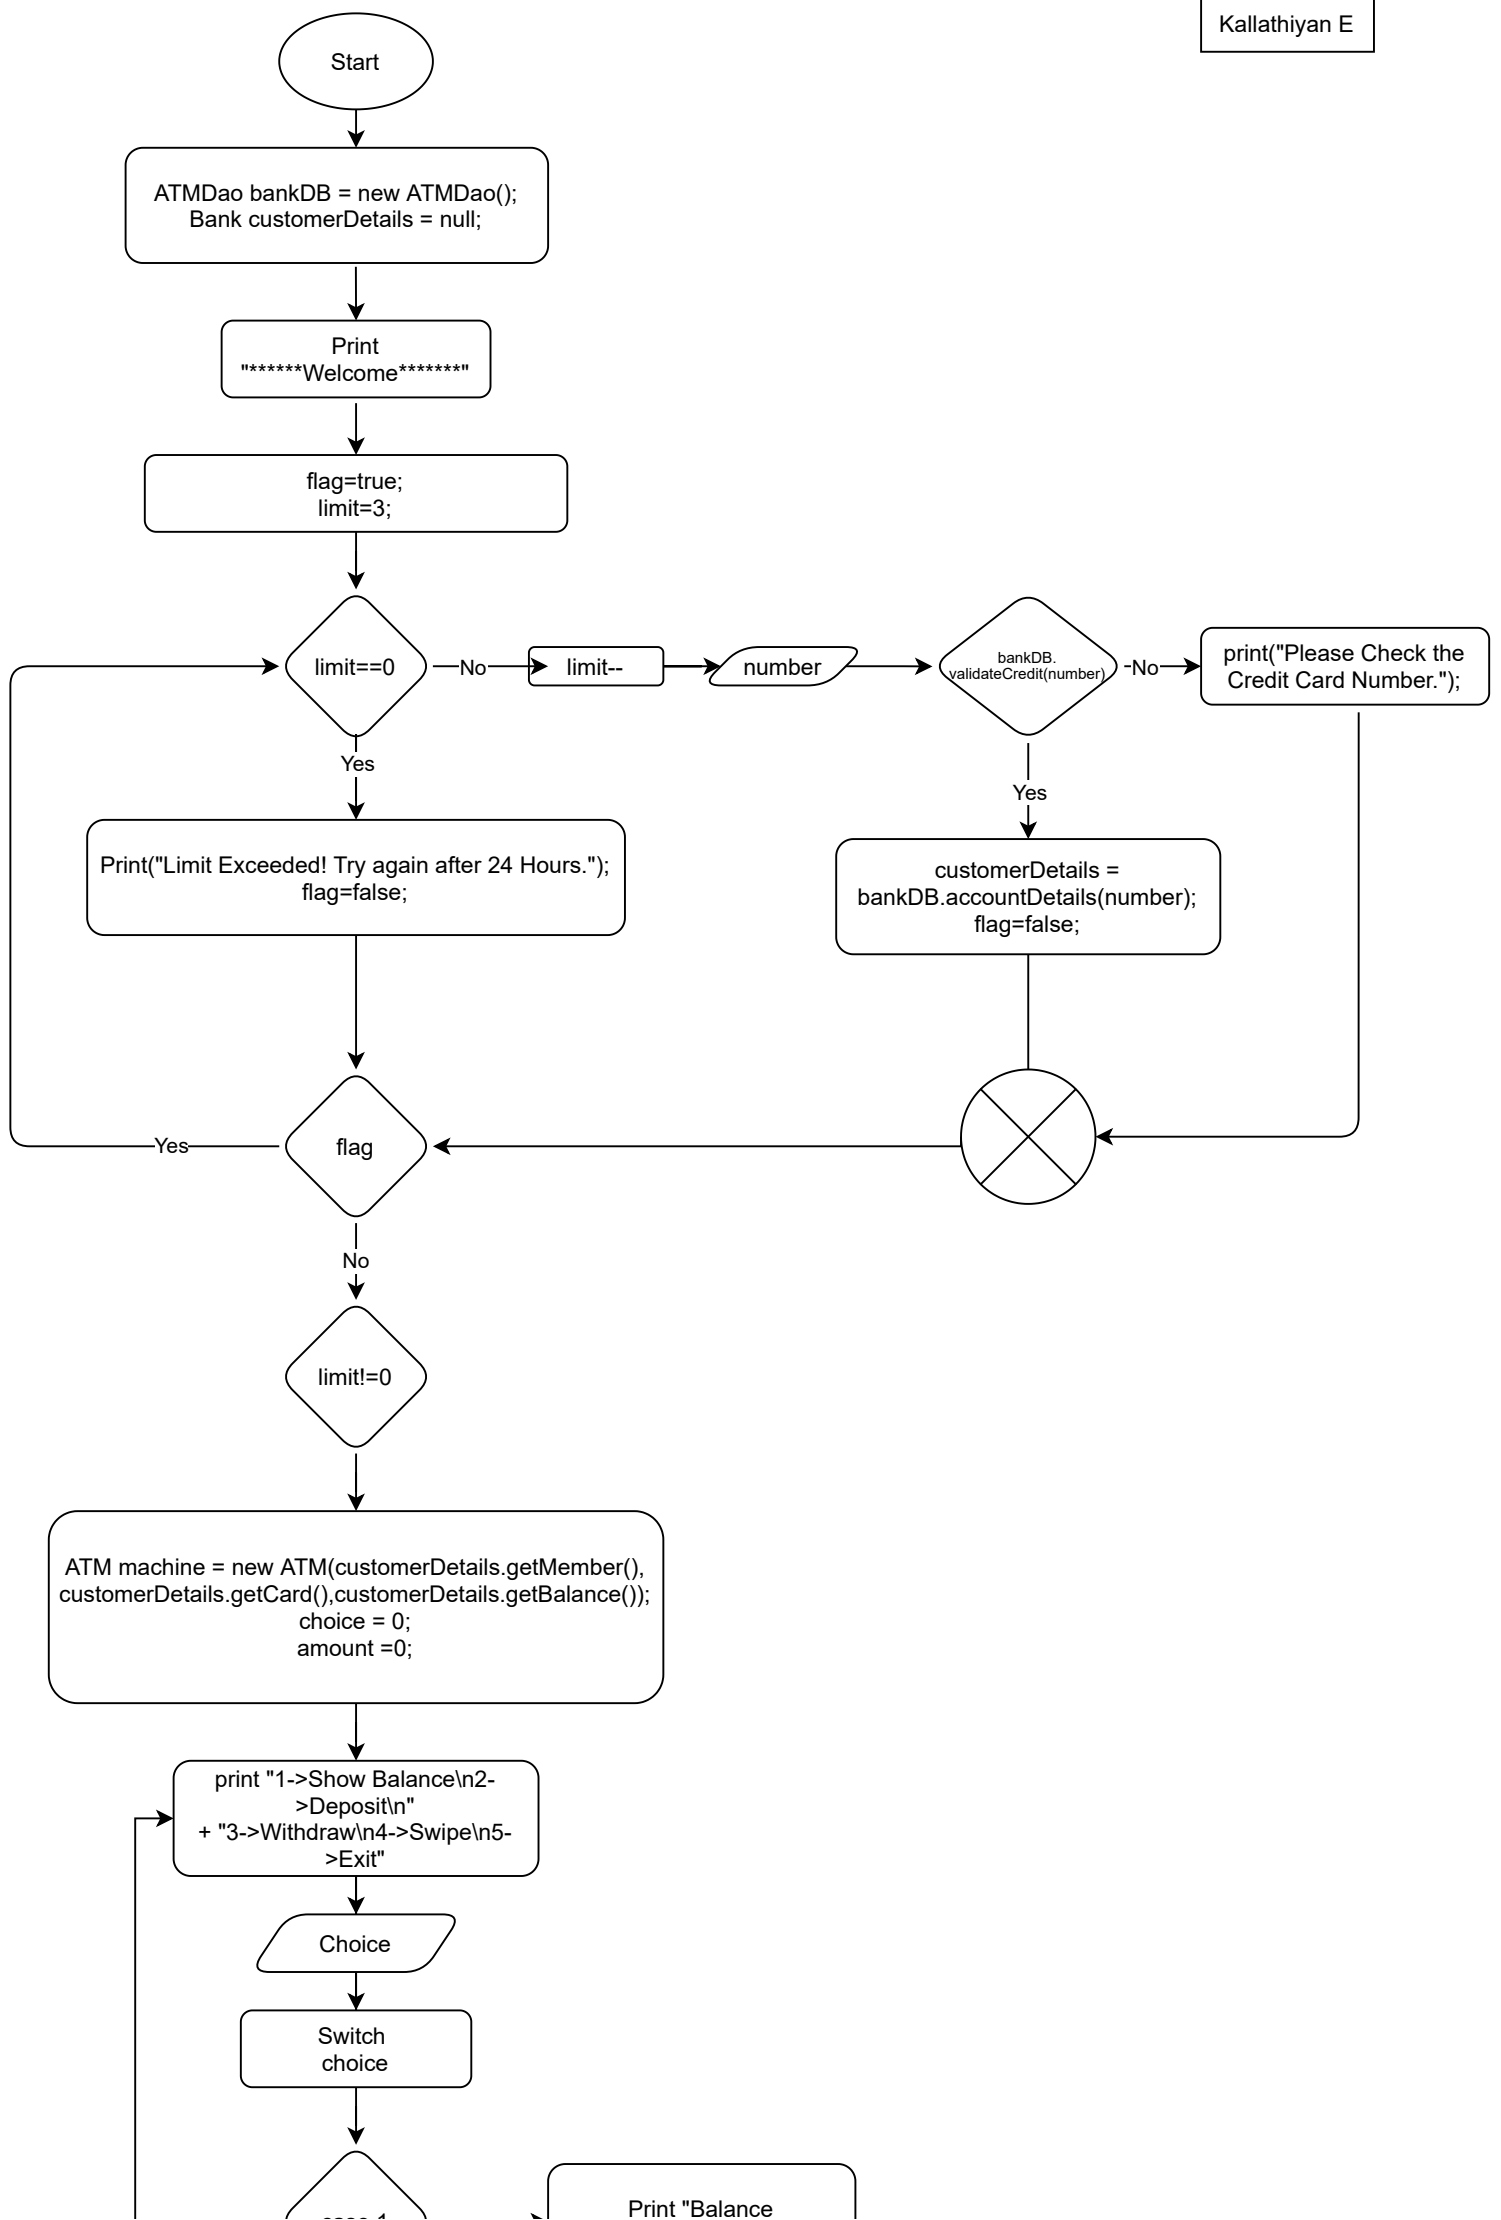 Kallathiyan E
Start
ATMDao bankDB = new ATMDao();
Bank customerDetails = null;
Print
"******Welcome*******"
flag=true;
limit=3;
limit==0
No
limit--
number
bankDB.
validateCredit(number)
No
print("Please Check the
Credit Card Number.");
Yes
Yes
Print("Limit Exceeded! Try again after 24 Hours.");
flag=false;
customerDetails =
bankDB.accountDetails(number);
flag=false;
Yes
flag
No
limit!=0
ATM machine = new ATM(customerDetails.getMember(),
customerDetails.getCard(),customerDetails.getBalance());
choice = 0;
amount =0;
print "1->Show Balance\n2-
>Deposit\n"
+ "3->Withdraw\n4->Swipe\n5-
>Exit"
Choice
Switch
choice
Print "Balance